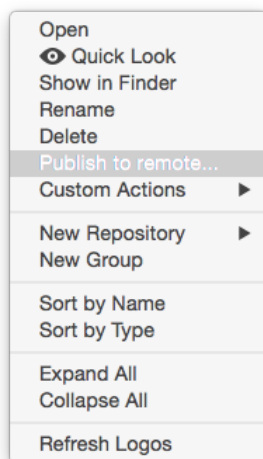 Open
Quick Look
Show in Finder
Rename
Delete
Publish to remote...
Custom Actions
New Repository
New Group
Sort by Name
Sort by Type
Expand All
Collapse All
Refresh Logos